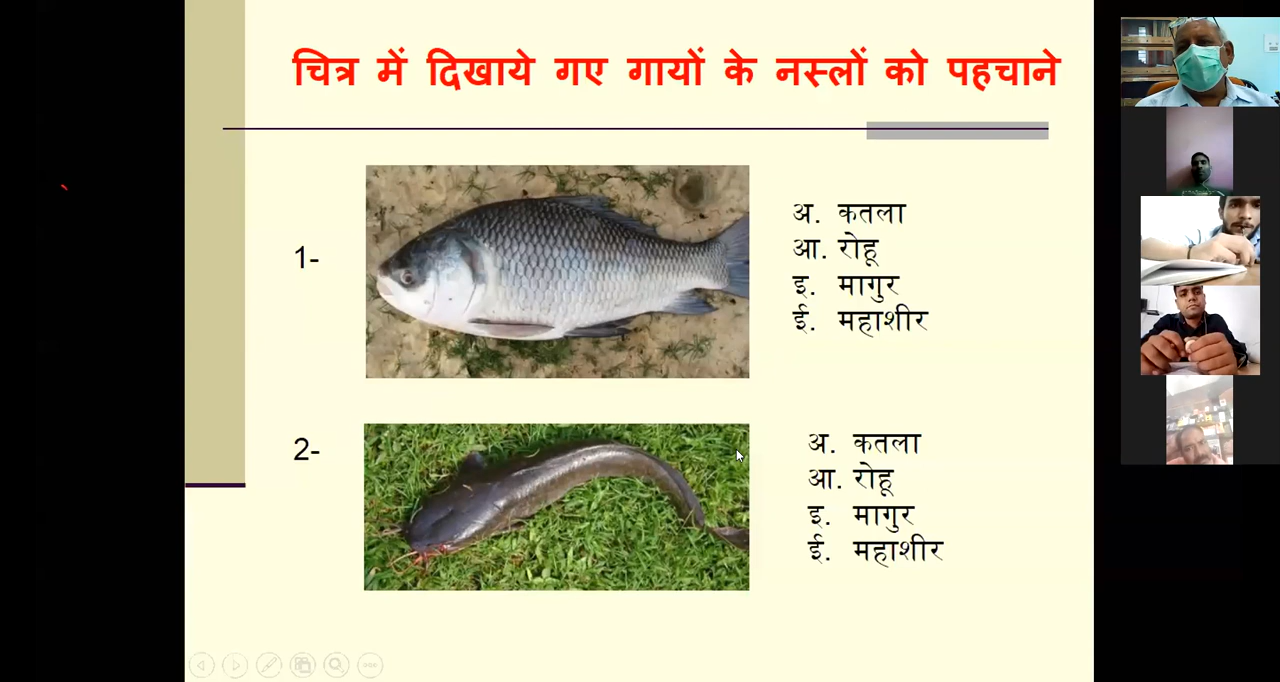 चित्र में दिखाये गए गायों के नस्लों को पहचाने
1-
अ. कतला
आ. रोहू
इ. मागुर
ई. महाशीर
2-
अ. कतला
आ. रोहू
इ. मागुर
ई. महाशीर